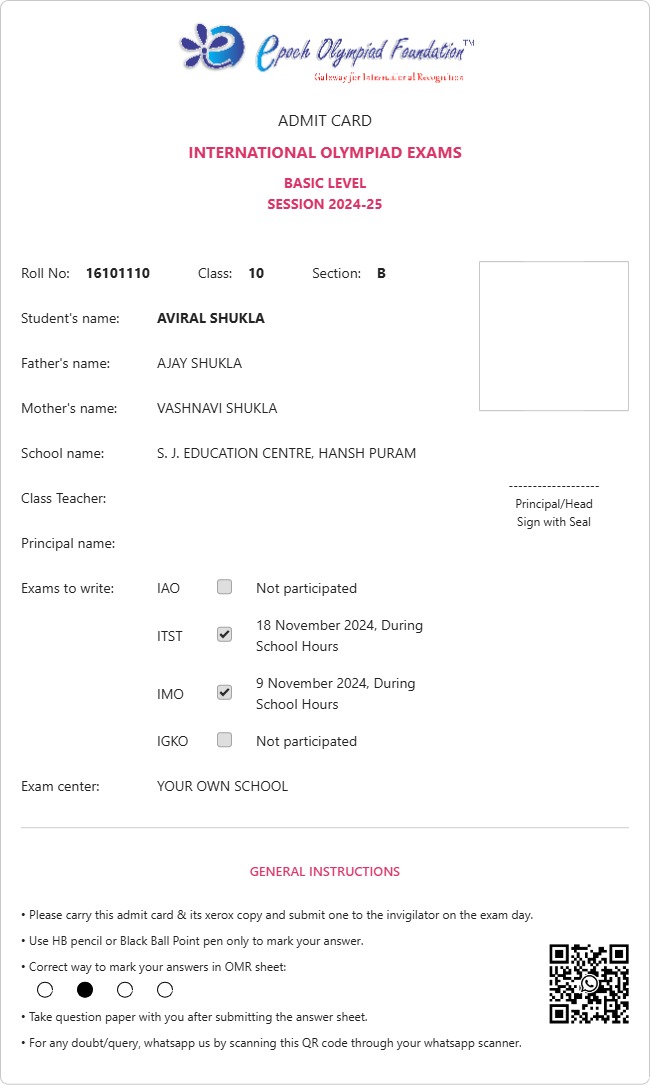 epoch Olympiad Foundation™
Gateway for International Recognition
ADMIT CARD
INTERNATIONAL OLYMPIAD EXAMS
BASIC LEVEL
SESSION 2024-25
Roll No: 16101110 Class: 10 Section: B
Student's name: AVIRAL SHUKLA
Father's name: AJAY SHUKLA
Mother's name: VASHNAVI SHUKLA
School name: S. J. EDUCATION CENTRE, HANSH PURAM
Class Teacher:
-------------------
Principal/Head
Sign with Seal
Principal name:
Exams to write: IAO Not participated
ITST 18 November 2024, During
School Hours
IMO 9 November 2024, During
School Hours
IGKO Not participated
Exam center: YOUR OWN SCHOOL
GENERAL INSTRUCTIONS
• Please carry this admit card & its xerox copy and submit one to the invigilator on the exam day.
• Use HB pencil or Black Ball Point pen only to mark your answer.
• Correct way to mark your answers in OMR sheet:
• Take question paper with you after submitting the answer sheet.
• For any doubt/query, whatsapp us by scanning this QR code through your whatsapp scanner.